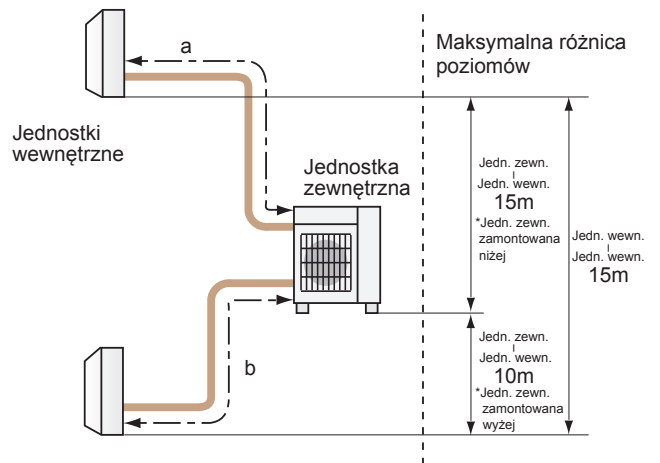 a
Maksymalna różnica
poziomów
Jednostki
wewnętrzne
Jednostka
zewnętrzna
Jedn. zewn.
Jedn. wewn.
15m
*Jedn. zewn.
zamontowana
niżej
Jedn. wewn.
Jedn. wewn.
15m
Jedn. zewn.
Jedn. wewn.
10m
*Jedn. zewn.
zamontowana
wyżej
b